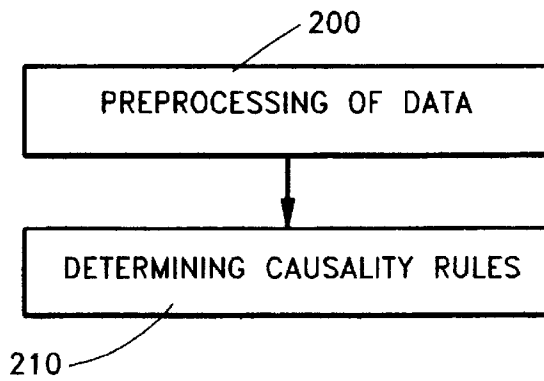 200
PREPROCESSING OF DATA
DETERMINING CAUSALITY RULES
210